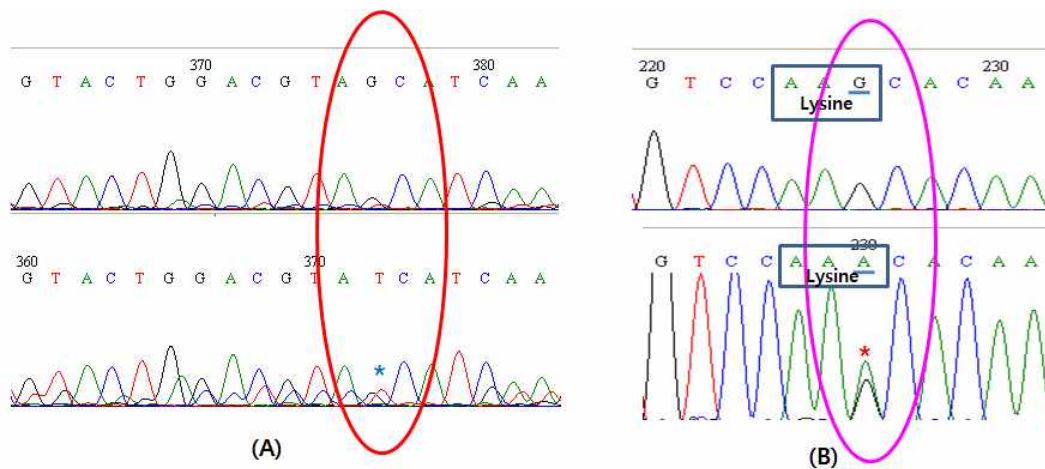 370 380
G T A C T G G A C G T A G C A T C A A
360 370
G T A C T G G A C G T A T C A T C A A
*
(A)
220 230
G T C C A A G C A C A A
Lysine
230
G T C C A A A C A C A A
Lysine
*
(B)